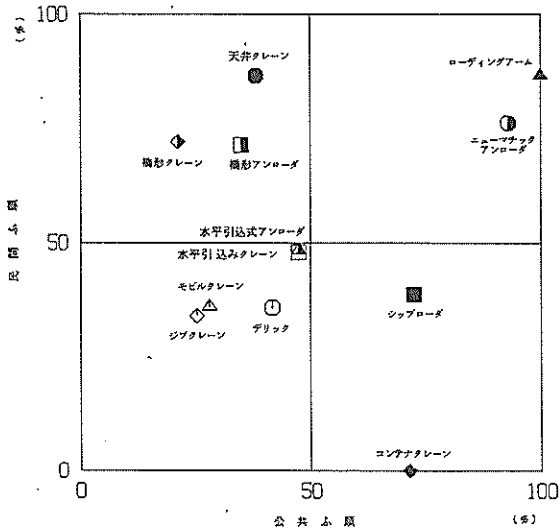 100
(%)
天井クレーン
ローディングアーム
橋形クレーン
橋形アンローダ
ニューマチック
アンローダ
水平引込式アンローダ
50
水平引込みクレーン
民間ふ頭
モビルクレーン
ジブクレーン
デリック
シップローダ
コンテナクレーン
0
0
50
100
公共ふ頭
(%)